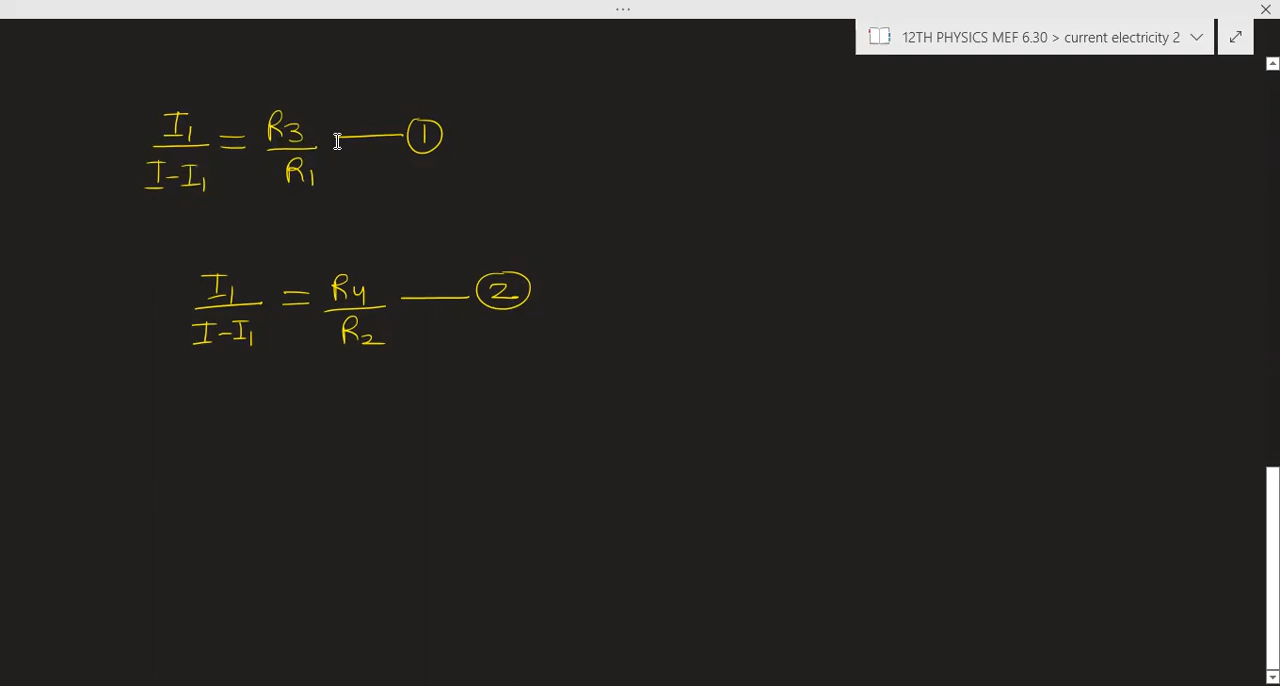 ...
12TH PHYSICS MEF 6.30 > current electricity 2
I₁/(I-I₁) = R₃/R₁ —— ①
I₁/(I-I₁) = R₄/R₂ —— ②